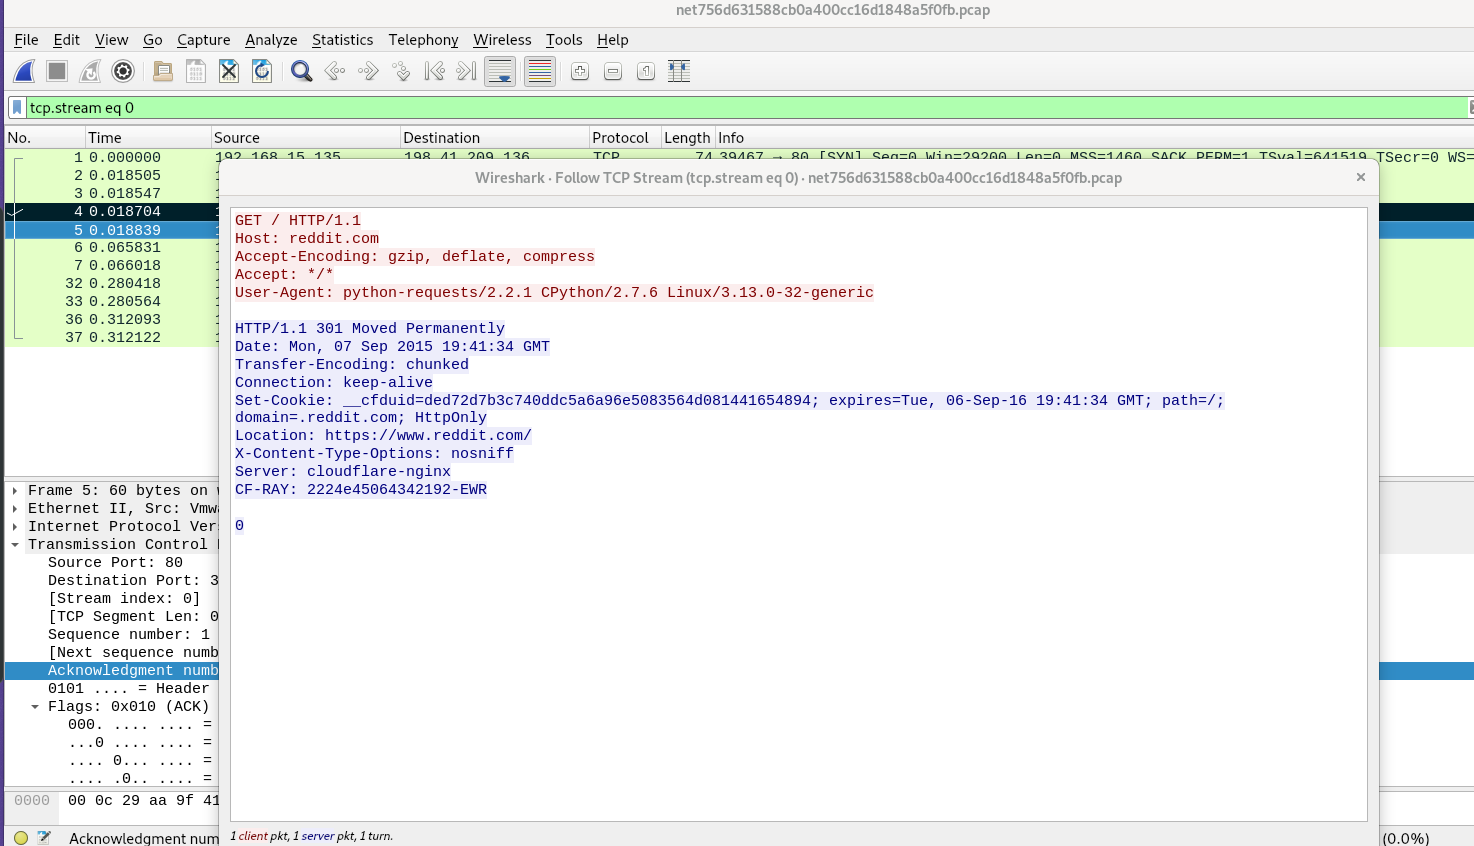 net756d631588cb0a400cc16d1848a5f0fb.pcap
File Edit View Go Capture Analyze Statistics Telephony Wireless Tools Help
tcp.stream eq 0
No. Time Source Destination Protocol Length Info
1 0.000000 192.168.15.135 198.41.209.136 TCP 74 39467 → 80 [SYN] Seq=0 Win=29200 Len=0 MSS=1460 SACK_PERM=1 TSval=641519 TSecr=0 WS=
2 0.018505
3 0.018547
4 0.018704
5 0.018839
6 0.065831
7 0.066018
32 0.280418
33 0.280564
36 0.312093
37 0.312122
Wireshark · Follow TCP Stream (tcp.stream eq 0) · net756d631588cb0a400cc16d1848a5f0fb.pcap
GET / HTTP/1.1
Host: reddit.com
Accept-Encoding: gzip, deflate, compress
Accept: */*
User-Agent: python-requests/2.2.1 CPython/2.7.6 Linux/3.13.0-32-generic
HTTP/1.1 301 Moved Permanently
Date: Mon, 07 Sep 2015 19:41:34 GMT
Transfer-Encoding: chunked
Connection: keep-alive
Set-Cookie: __cfduid=ded72d7b3c740ddc5a6a96e5083564d081441654894; expires=Tue, 06-Sep-16 19:41:34 GMT; path=/;
domain=.reddit.com; HttpOnly
Location: https://www.reddit.com/
X-Content-Type-Options: nosniff
Server: cloudflare-nginx
CF-RAY: 2224e45064342192-EWR
0
1 client pkt, 1 server pkt, 1 turn.
Frame 5: 60 bytes on
Ethernet II, Src: Vmw
Internet Protocol Ver
Transmission Control
Source Port: 80
Destination Port: 3
[Stream index: 0]
[TCP Segment Len: 0
Sequence number: 1
[Next sequence numb
Acknowledgment numb
0101 .... = Header
Flags: 0x010 (ACK)
000. .... .... =
...0 .... .... =
.... 0... .... =
.... .0.. .... =
0000 00 0c 29 aa 9f 41
Acknowledgment num
(0.0%)